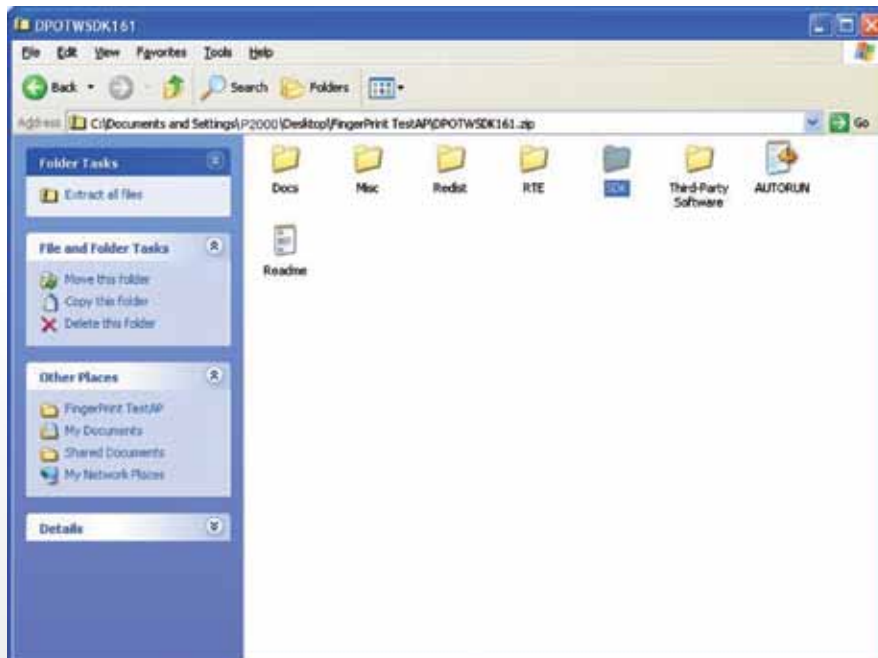 DPOTWSDK161
File Edit View Favorites Tools Help
Back Search Folders
Address C:\Documents and Settings\P2000\Desktop\FingerPrint TestAP\DPOTWSDK161.zip Go
Folder Tasks
Extract all files
File and Folder Tasks
Move this folder
Copy this folder
Delete this folder
Other Places
FingerPrint TestAP
My Documents
Shared Documents
My Network Places
Details
Docs Misc Redist RTE SDK Third-Party Software AUTORUN
Readme